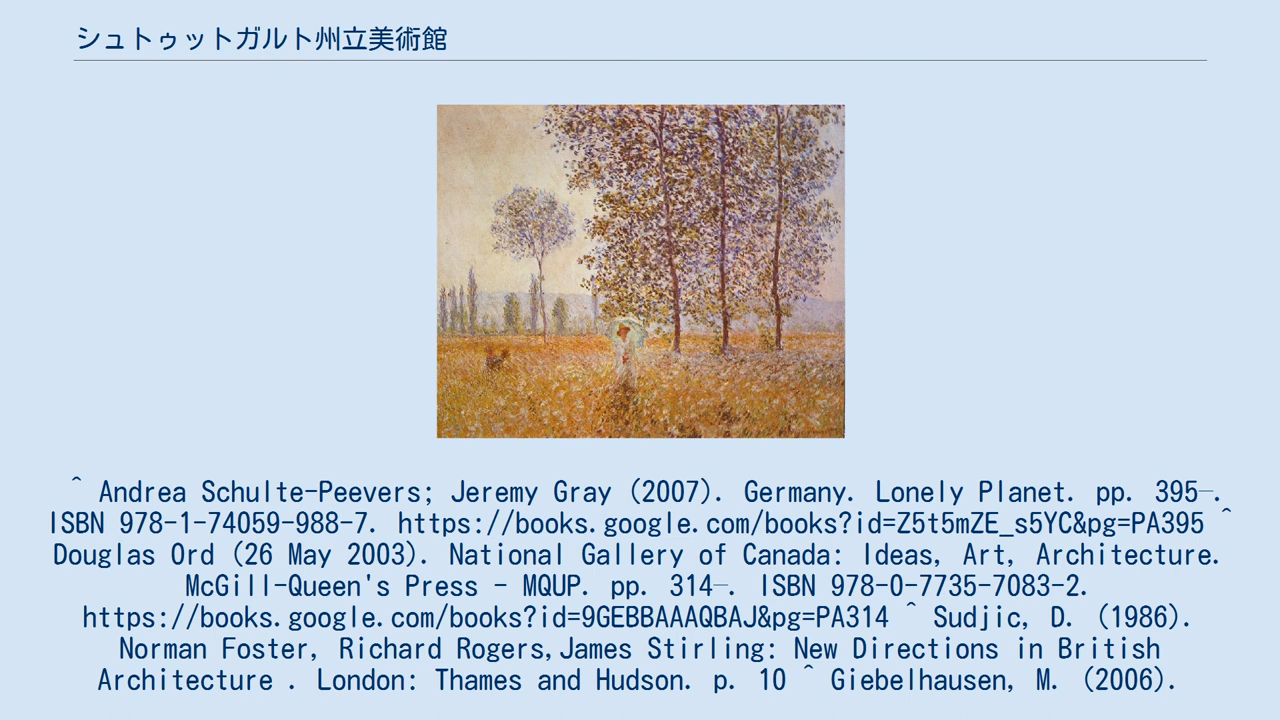 シュトゥットガルト州立美術館
^ Andrea Schulte-Peevers; Jeremy Gray (2007). Germany. Lonely Planet. pp. 395–.
ISBN 978-1-74059-988-7. https://books.google.com/books?id=Z5t5mZE_s5YC&pg=PA395 ^
Douglas Ord (26 May 2003). National Gallery of Canada: Ideas, Art, Architecture.
McGill-Queen's Press - MQUP. pp. 314–. ISBN 978-0-7735-7083-2.
https://books.google.com/books?id=9GEBBAAAQBAJ&pg=PA314 ^ Sudjic, D. (1986).
Norman Foster, Richard Rogers,James Stirling: New Directions in British
Architecture . London: Thames and Hudson. p. 10 ^ Giebelhausen, M. (2006).